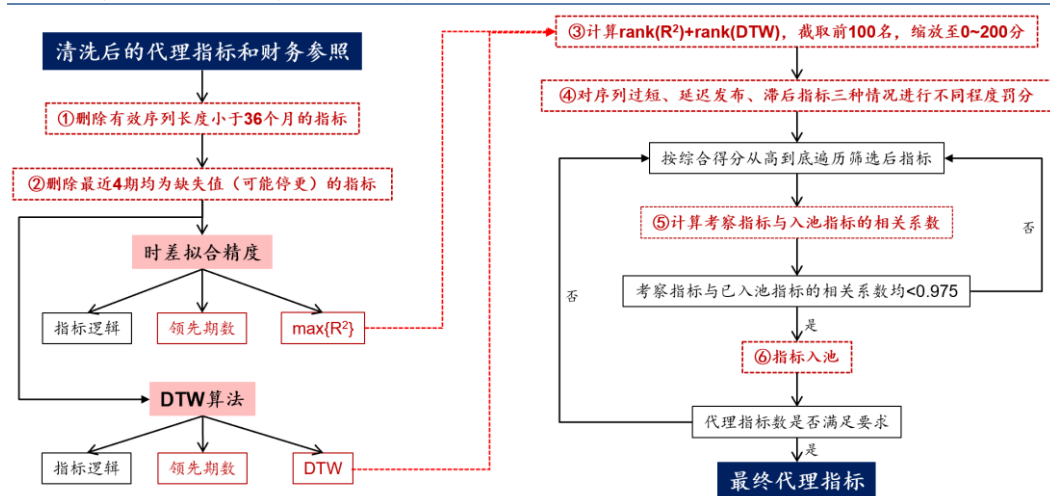 清洗后的代理指标和财务参照
①删除有效序列长度小于36个月的指标
②删除最近4期均为缺失值（可能停更）的指标
时差拟合精度
指标逻辑
领先期数
max{R²}
DTW算法
指标逻辑
领先期数
DTW
③计算rank(R²)+rank(DTW)，截取前100名，缩放至0~200分
④对序列过短、延迟发布、滞后指标三种情况进行不同程度罚分
按综合得分从高到底遍历筛选后指标
⑤计算考察指标与入池指标的相关系数
否
考察指标与已入池指标的相关系数均<0.975
否
是
⑥指标入池
代理指标数是否满足要求
是
最终代理指标